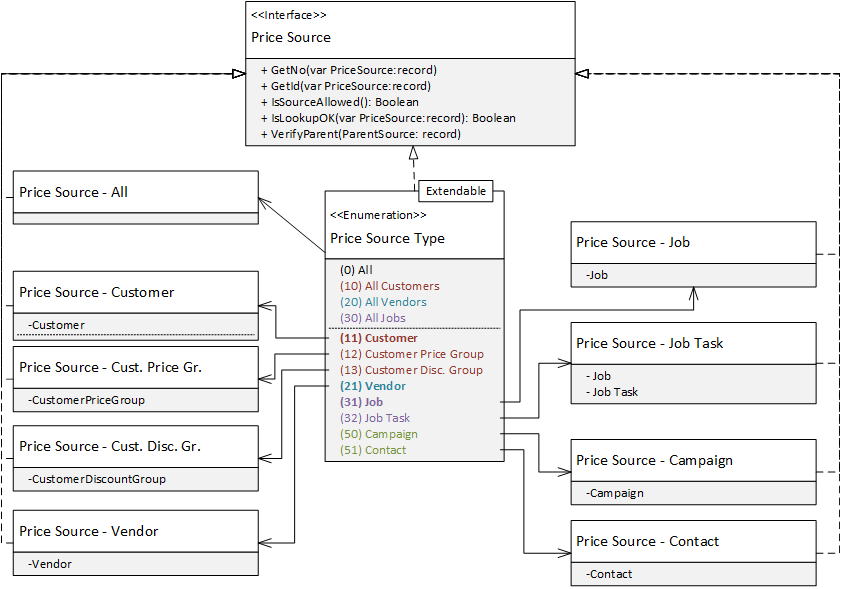 <<Interface>>
Price Source
+ GetNo(var PriceSource:record)
+ GetId(var PriceSource:record)
+ IsSourceAllowed(): Boolean
+ IsLookupOK(var PriceSource:record): Boolean
+ VerifyParent(ParentSource: record)
Price Source - All
Price Source - Customer
-Customer
Price Source - Cust. Price Gr.
-CustomerPriceGroup
Price Source - Cust. Disc. Gr.
-CustomerDiscountGroup
Price Source - Vendor
-Vendor
Extendable
<<Enumeration>>
Price Source Type
(0) All
(10) All Customers
(20) All Vendors
(30) All Jobs
(11) Customer
(12) Customer Price Group
(13) Customer Disc. Group
(21) Vendor
(31) Job
(32) Job Task
(50) Campaign
(51) Contact
Price Source - Job
-Job
Price Source - Job Task
- Job
- Job Task
Price Source - Campaign
-Campaign
Price Source - Contact
-Contact